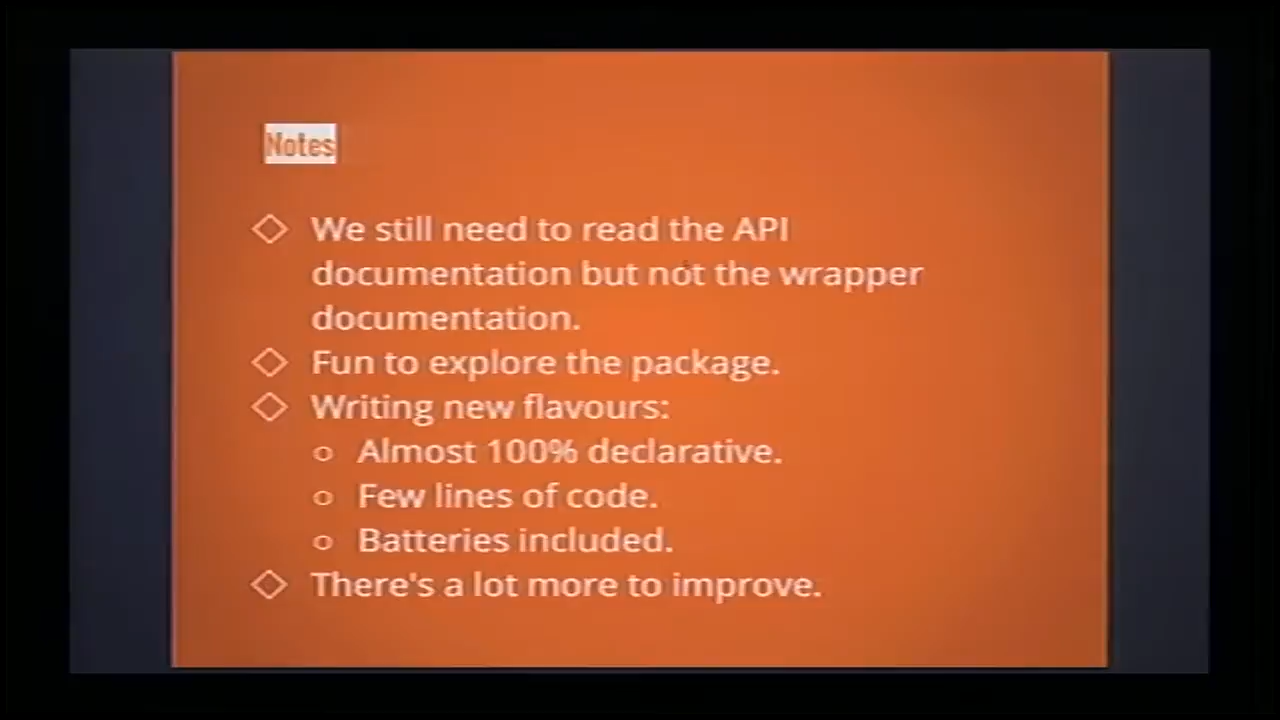 Notes
We still need to read the API
documentation but not the wrapper
documentation.
Fun to explore the package.
Writing new flavours:
Almost 100% declarative.
Few lines of code.
Batteries included.
There's a lot more to improve.